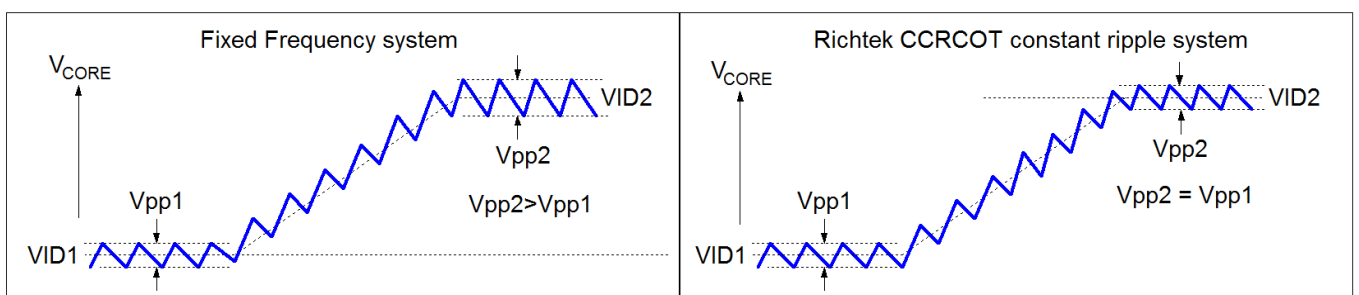 Fixed Frequency system
VCORE
VID2
Vpp2
Vpp1
Vpp2>Vpp1
VID1
Richtek CCRCOT constant ripple system
VCORE
VID2
Vpp2
Vpp1
Vpp2 = Vpp1
VID1